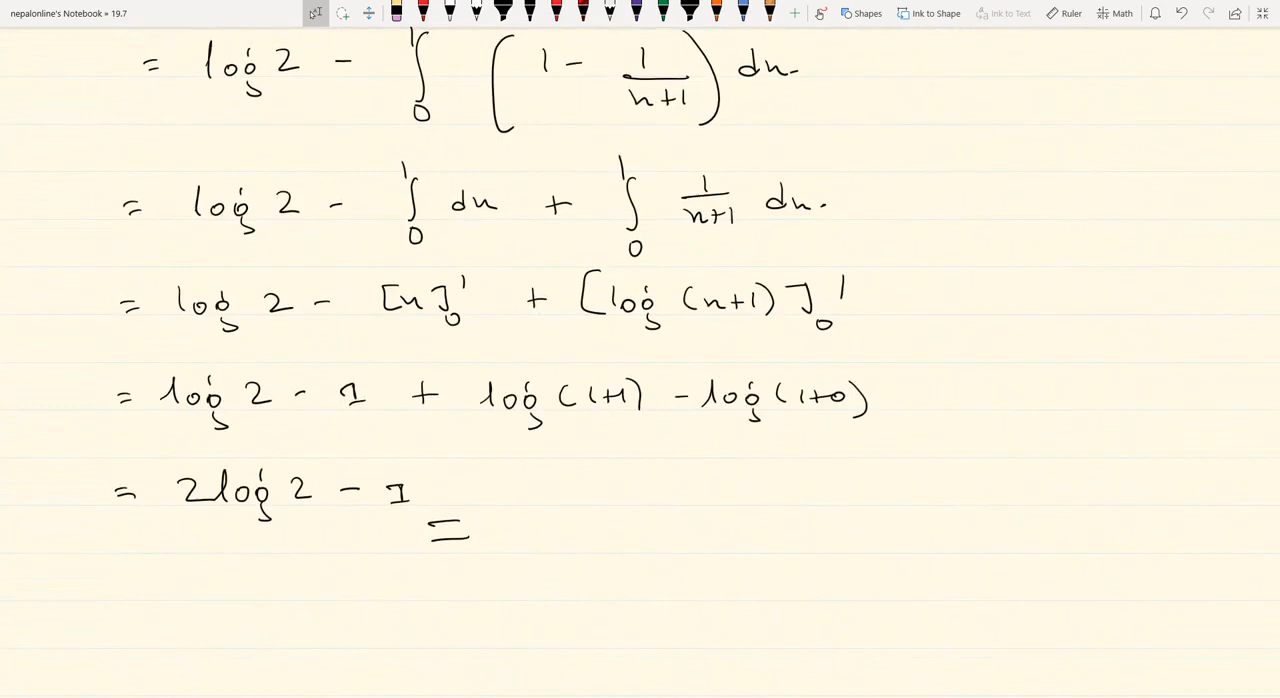 nepalonline's Notebook » 19.7
Shapes Ink to Shape Ink to Text Ruler Math
= log 2 - ∫₀¹ (1 - 1/(x+1)) dx.
= log 2 - ∫₀¹ dx + ∫₀¹ 1/(x+1) dx.
= log 2 - [x]₀¹ + [log (x+1)]₀¹
= log 2 - 1 + log (1+1) - log (1+0)
= 2log 2 - 1